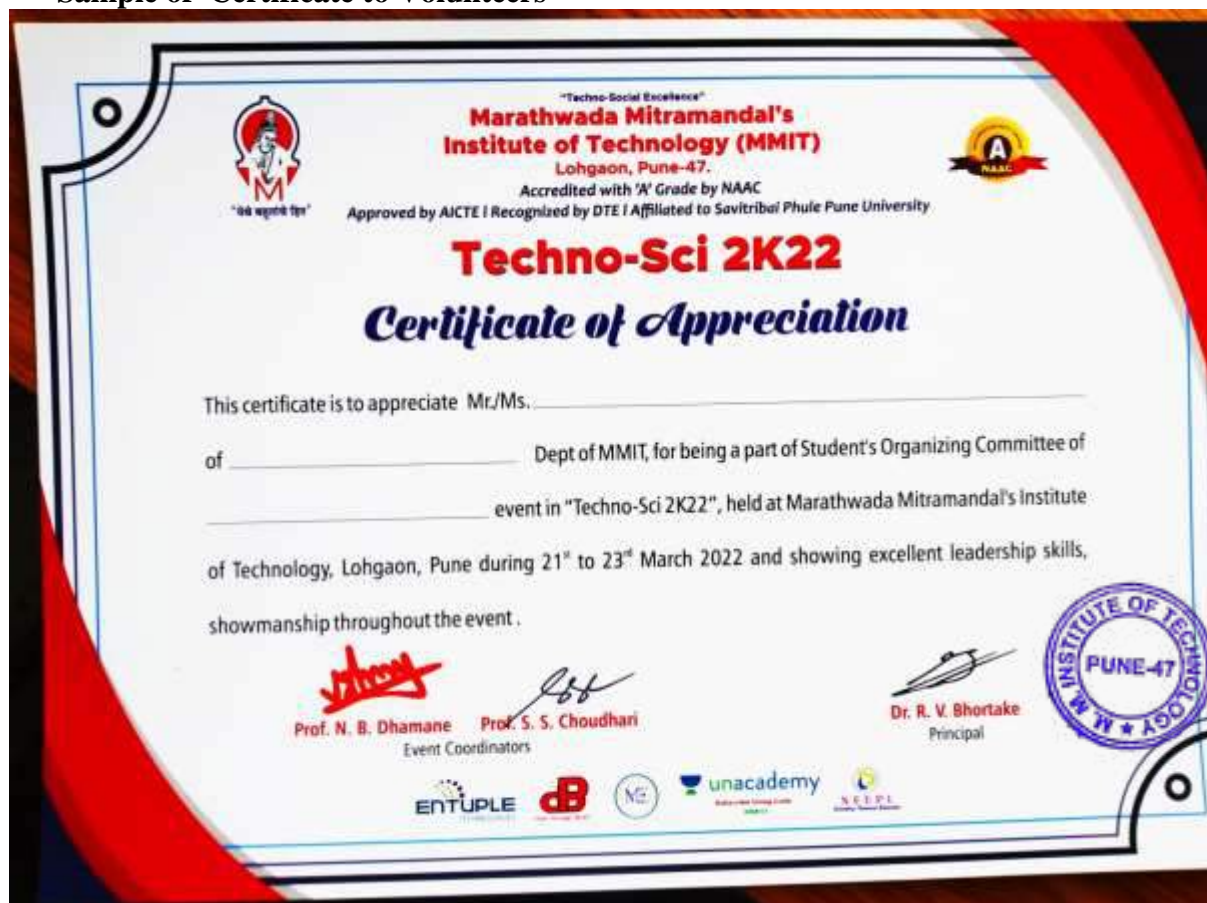 Sample of Certificate to Volunteers
"Techno-Social Excellence"
Marathwada Mitramandal's
Institute of Technology (MMIT)
Lohgaon, Pune-47.
Accredited with 'A' Grade by NAAC
Approved by AICTE I Recognized by DTE I Affiliated to Savitribai Phule Pune University
A
NAAC
Techno-Sci 2K22
Certificate of Appreciation
This certificate is to appreciate Mr./Ms.
of Dept of MMIT, for being a part of Student's Organizing Committee of
event in "Techno-Sci 2K22", held at Marathwada Mitramandal's Institute
of Technology, Lohgaon, Pune during 21st to 23rd March 2022 and showing excellent leadership skills,
showmanship throughout the event .
Prof. N. B. Dhamane Prof. S. S. Choudhari
Event Coordinators
Dr. R. V. Bhortake
Principal
M. M. INSTITUTE OF TECHNOLOGY
PUNE-47
ENTUPLE
dB
unacademy